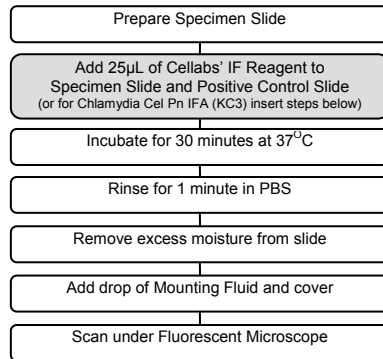 Prepare Specimen Slide
Add 25µL of Cellabs' IF Reagent to
Specimen Slide and Positive Control Slide
(or for Chlamydia Cel Pn IFA (KC3) insert steps below)
Incubate for 30 minutes at 37°C
Rinse for 1 minute in PBS
Remove excess moisture from slide
Add drop of Mounting Fluid and cover
Scan under Fluorescent Microscope